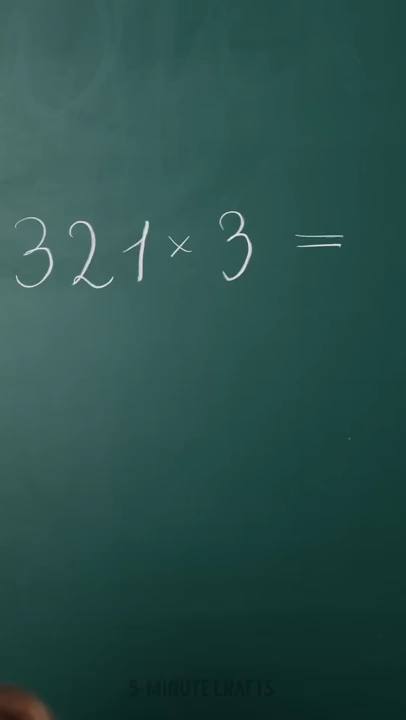 321 × 3 =
5-MINUTE CRAFTS